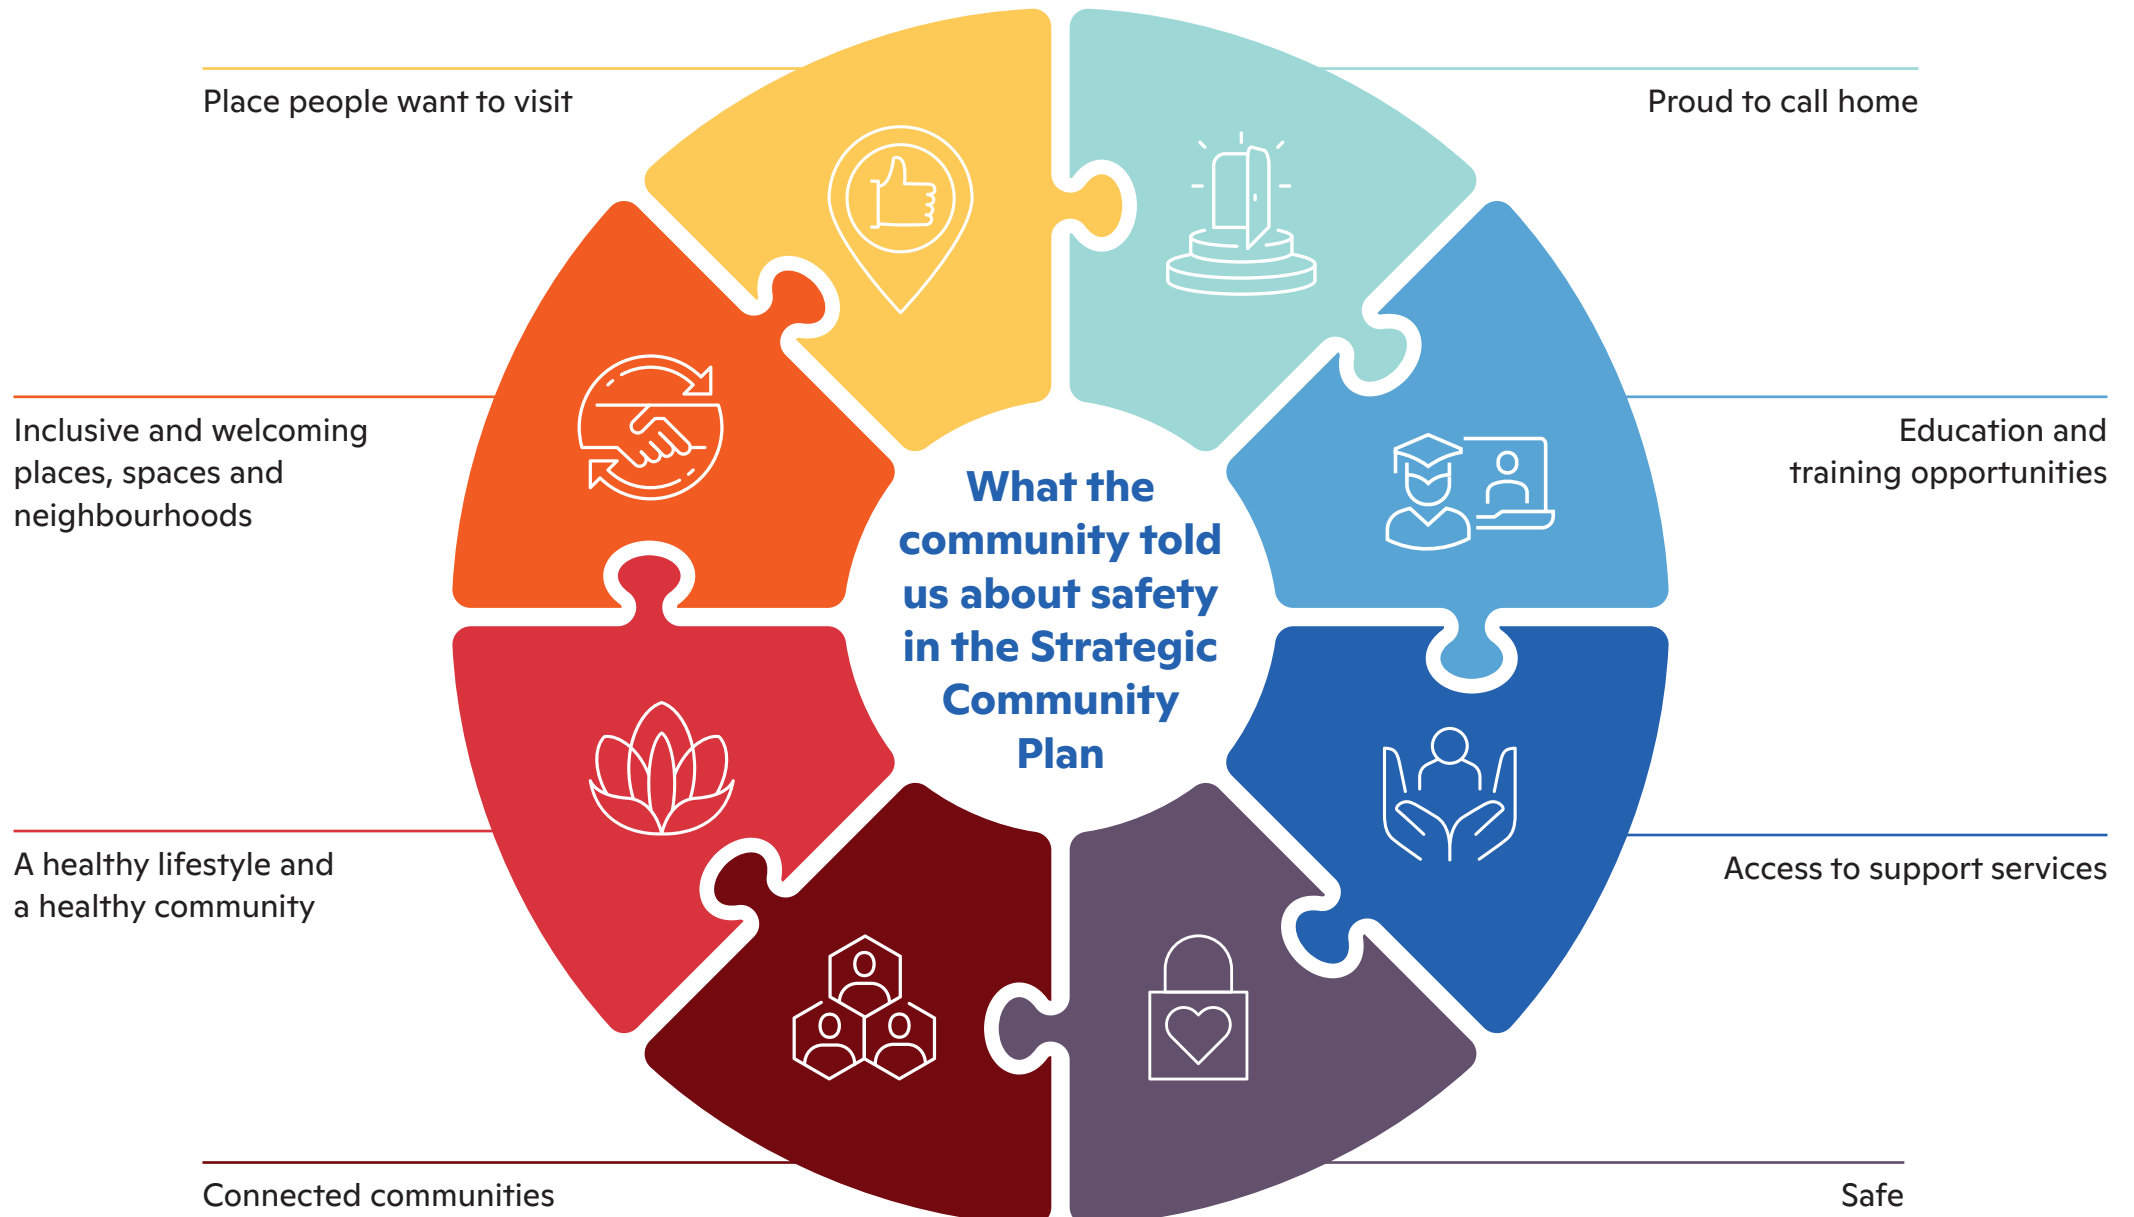 Place people want to visit
Proud to call home
Inclusive and welcoming
places, spaces and
neighbourhoods
Education and
training opportunities
What the
community told
us about safety
in the Strategic
Community
Plan
A healthy lifestyle and
a healthy community
Access to support services
Connected communities
Safe